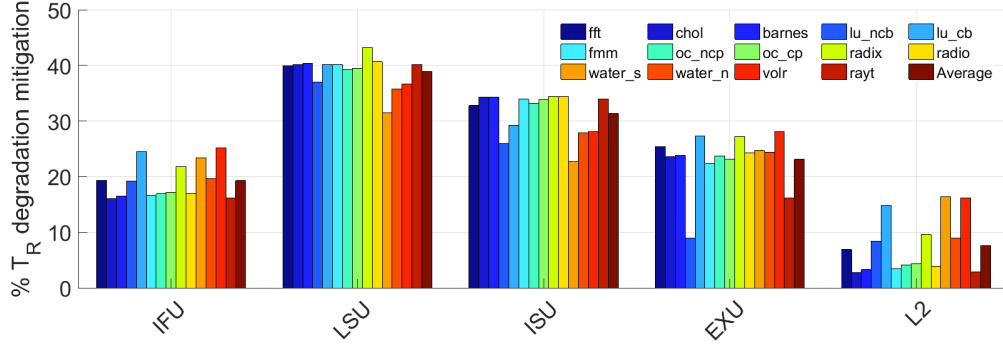 % T_R degradation mitigation
50
40
30
20
10
0
fft chol barnes lu_ncb lu_cb
fmm oc_ncp oc_cp radix radio
water_s water_n volr rayt Average
IFU LSU ISU EXU L2